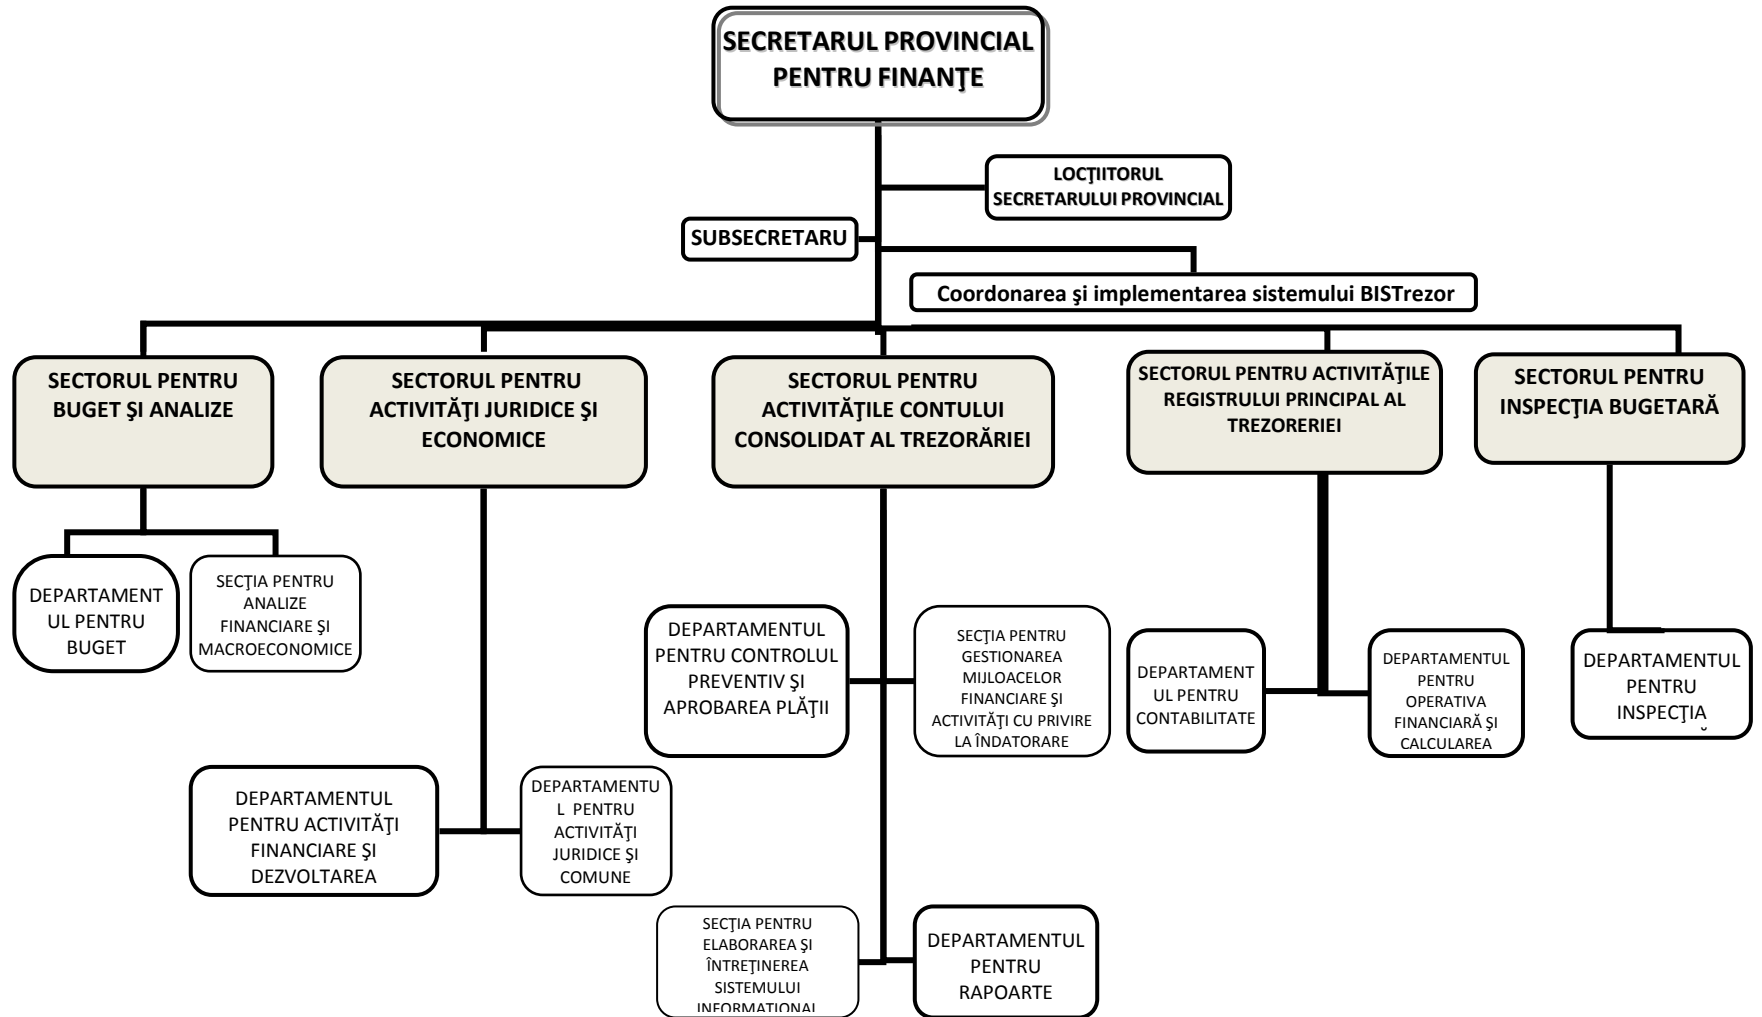 SECRETARUL PROVINCIAL
PENTRU FINANŢE
LOCŢIITORUL
SECRETARULUI PROVINCIAL
SUBSECRETARU
Coordonarea şi implementarea sistemului BISTrezor
SECTORUL PENTRU
BUGET ŞI ANALIZE
SECTORUL PENTRU
ACTIVITĂŢI JURIDICE ŞI
ECONOMICE
SECTORUL PENTRU
ACTIVITĂŢILE CONTULUI
CONSOLIDAT AL TREZORĂRIEI
SECTORUL PENTRU ACTIVITĂŢILE
REGISTRULUI PRINCIPAL AL
TREZORERIEI
SECTORUL PENTRU
INSPECŢIA BUGETARĂ
DEPARTAMENT
UL PENTRU
BUGET
SECŢIA PENTRU
ANALIZE
FINANCIARE ŞI
MACROECONOMICE
DEPARTAMENTUL
PENTRU CONTROLUL
PREVENTIV ŞI
APROBAREA PLĂŢII
SECŢIA PENTRU
GESTIONAREA
MIJLOACELOR
FINANCIARE ŞI
ACTIVITĂŢI CU PRIVIRE
LA ÎNDATORARE
DEPARTAMENT
UL PENTRU
CONTABILITATE
DEPARTAMENTUL
PENTRU
OPERATIVA
FINANCIARĂ ŞI
CALCULAREA
DEPARTAMENTUL
PENTRU
INSPECŢIA
DEPARTAMENTUL
PENTRU ACTIVITĂŢI
FINANCIARE ŞI
DEZVOLTAREA
DEPARTAMENTU
L PENTRU
ACTIVITĂŢI
JURIDICE ŞI
COMUNE
SECŢIA PENTRU
ELABORAREA ŞI
ÎNTREŢINEREA
SISTEMULUI
INFORMAŢIONAL
DEPARTAMENTUL
PENTRU
RAPOARTE